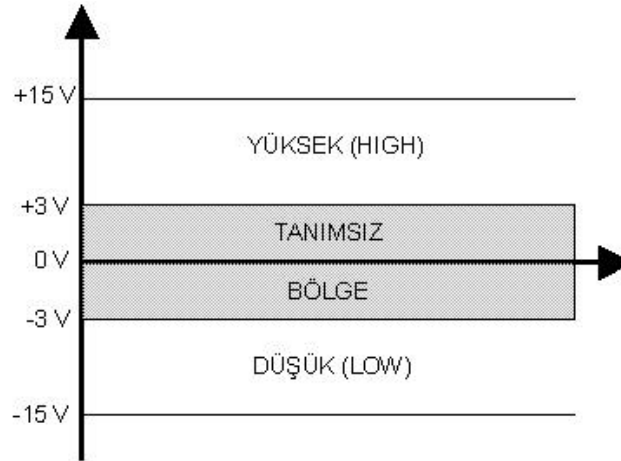 +15 V
YÜKSEK (HIGH)
+3 V
TANIMSIZ
0 V
BÖLGE
-3 V
DÜŞÜK (LOW)
-15 V